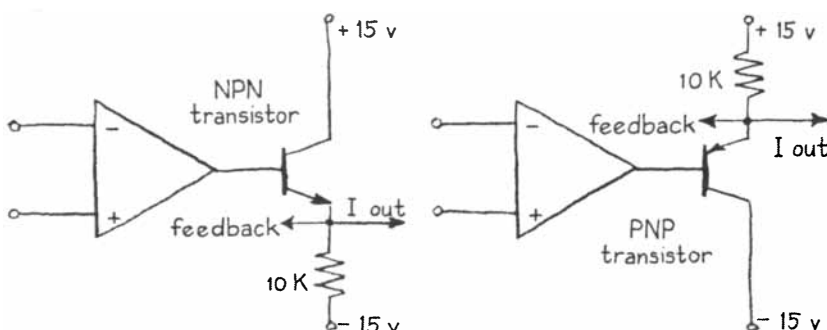 + 15 v
NPN
transistor
−
+
feedback
I out
10 K
− 15 v
+ 15 v
10 K
feedback
I out
−
+
PNP
transistor
− 15 v